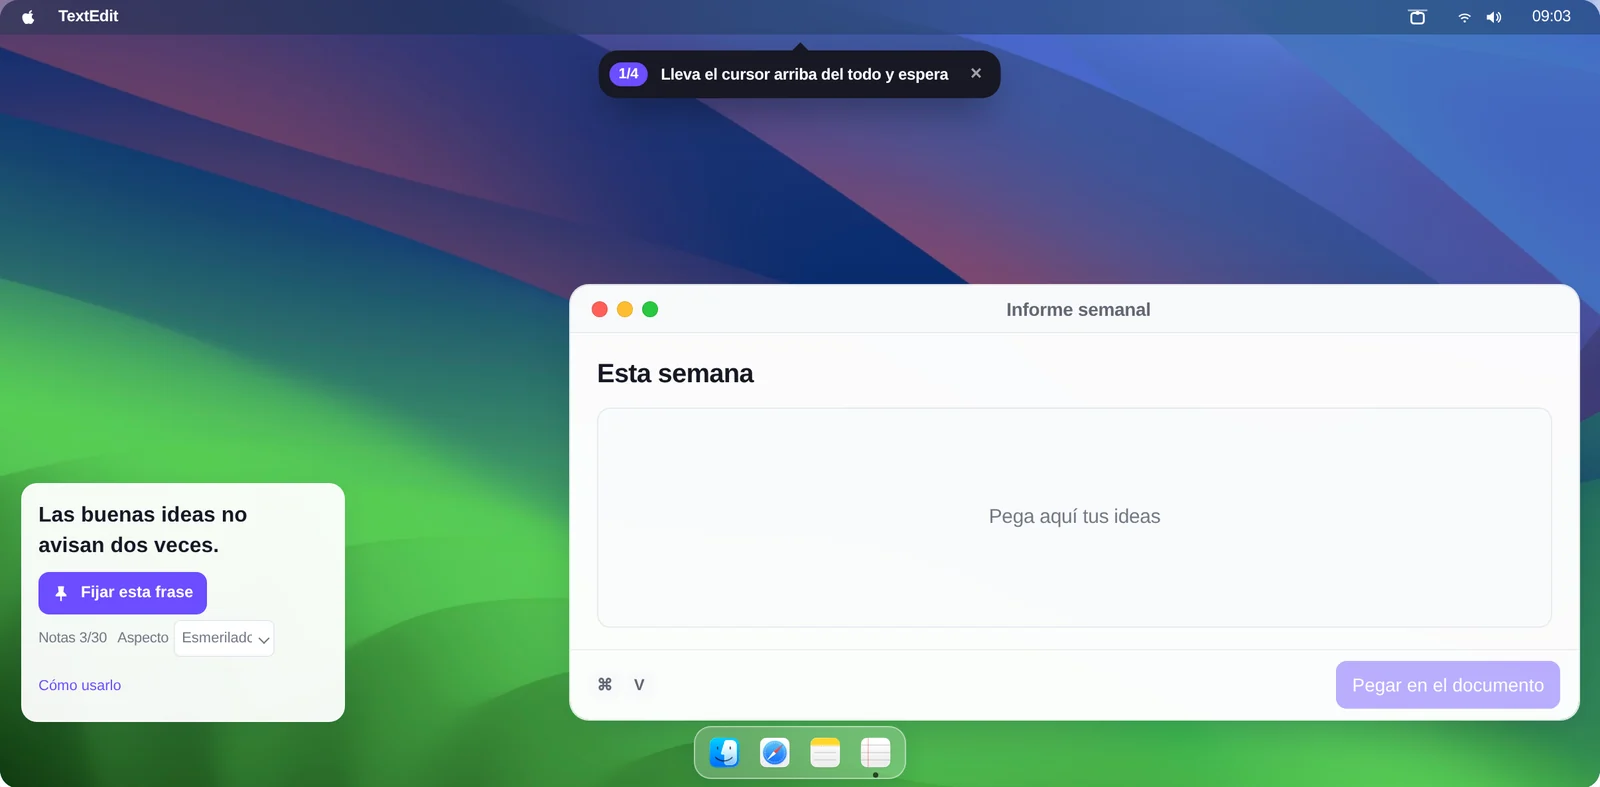 TextEdit
09:03
1/4 Lleva el cursor arriba del todo y espera
Informe semanal
Esta semana
Pega aquí tus ideas
Las buenas ideas no
avisan dos veces.
Fijar esta frase
Notas 3/30 Aspecto Esmerilado
Cómo usarlo
⌘ V
Pegar en el documento